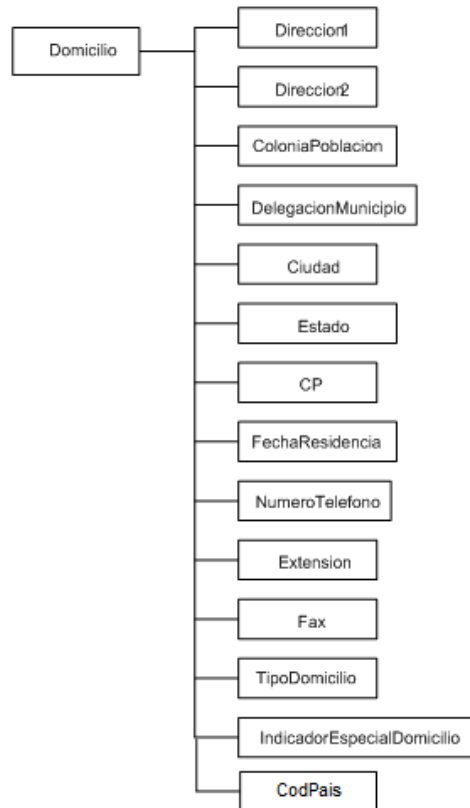 Domicilio
Direccion1
Direccion2
ColoniaPoblacion
DelegacionMunicipio
Ciudad
Estado
CP
FechaResidencia
NumeroTelefono
Extension
Fax
TipoDomicilio
IndicadorEspecialDomicilio
CodPais